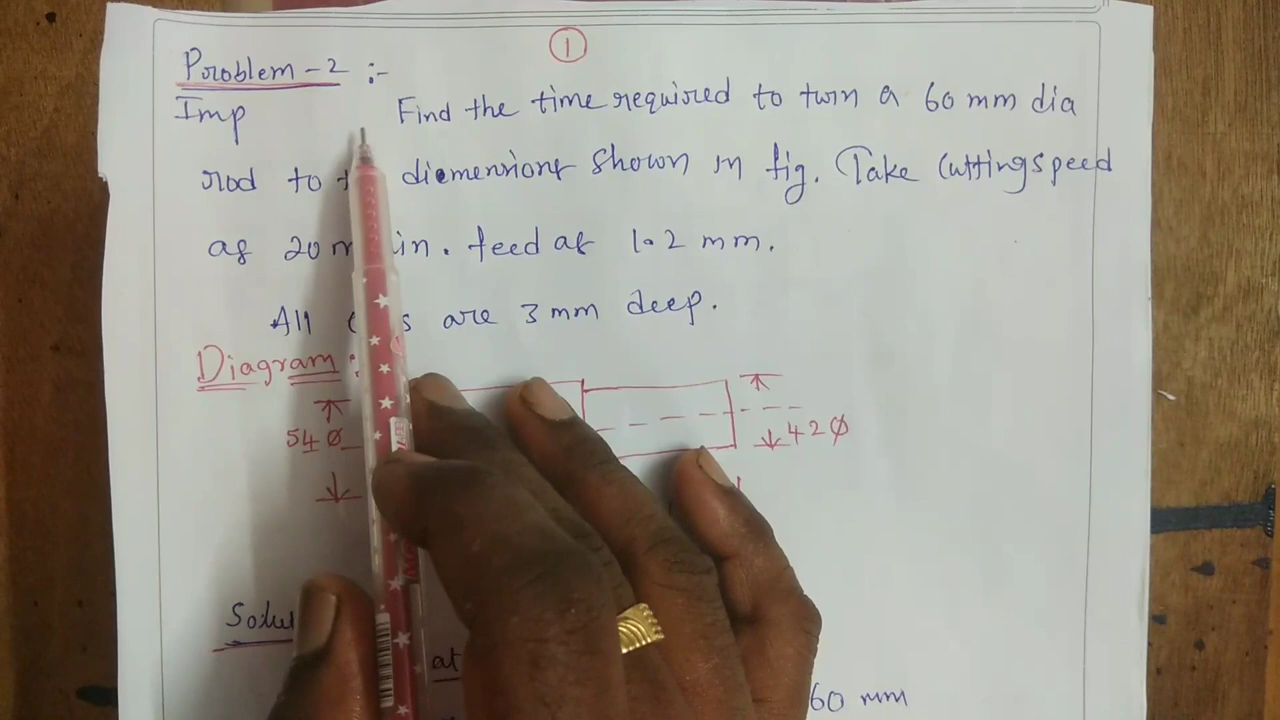 1
Problem-2 :-
Imp Find the time required to turn a 60 mm dia
rod to diemensions shown in fig. Take Cuttingspeed
as 20 m in. feed as 1.2 mm.
All are 3 mm deep.
Diagram :
54 Ø
42 Ø
Solu
at
60 mm